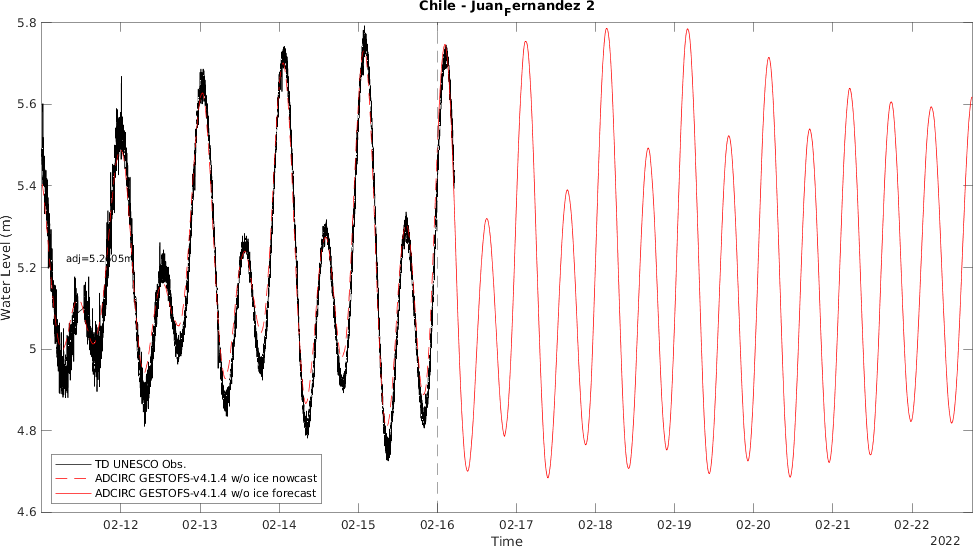 Chile - Juan_Fernandez 2
5.8
5.6
5.4
5.2
5
4.8
4.6
Water Level (m)
adj=5.2605m
TD UNESCO Obs.
ADCIRC GESTOFS-v4.1.4 w/o ice nowcast
ADCIRC GESTOFS-v4.1.4 w/o ice forecast
02-12 02-13 02-14 02-15 02-16 02-17 02-18 02-19 02-20 02-21 02-22
Time
2022